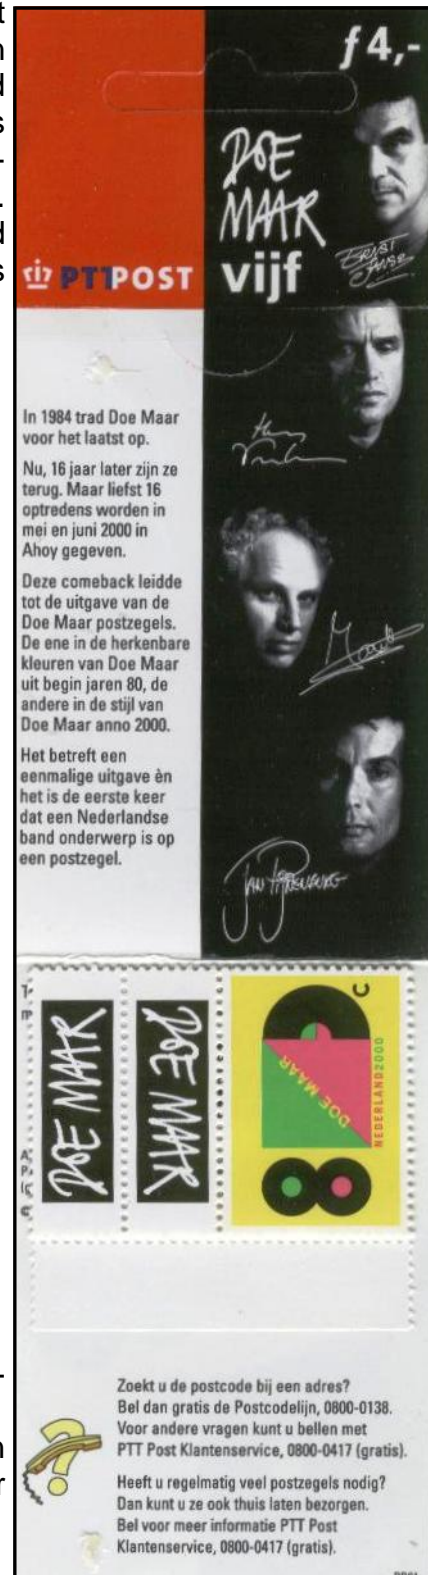 ƒ 4,-
DOE
MAAR
vijf
ERNST
JANSZ
PTT POST
In 1984 trad Doe Maar
voor het laatst op.
Nu, 16 jaar later zijn ze
terug. Maar liefst 16
optredens worden in
mei en juni 2000 in
Ahoy gegeven.
Deze comeback leidde
tot de uitgave van de
Doe Maar postzegels.
De ene in de herkenbare
kleuren van Doe Maar
uit begin jaren 80, de
andere in de stijl van
Doe Maar anno 2000.
Het betreft een
eenmalige uitgave èn
het is de eerste keer
dat een Nederlandse
band onderwerp is op
een postzegel.
JAN PIJNENBURG
DOE MAAR
DOE MAAR
DOE MAAR
NEDERLAND2000
Zoekt u de postcode bij een adres?
Bel dan gratis de Postcodelijn, 0800-0138.
Voor andere vragen kunt u bellen met
PTT Post Klantenservice, 0800-0417 (gratis).
Heeft u regelmatig veel postzegels nodig?
Dan kunt u ze ook thuis laten bezorgen.
Bel voor meer informatie PTT Post
Klantenservice, 0800-0417 (gratis).